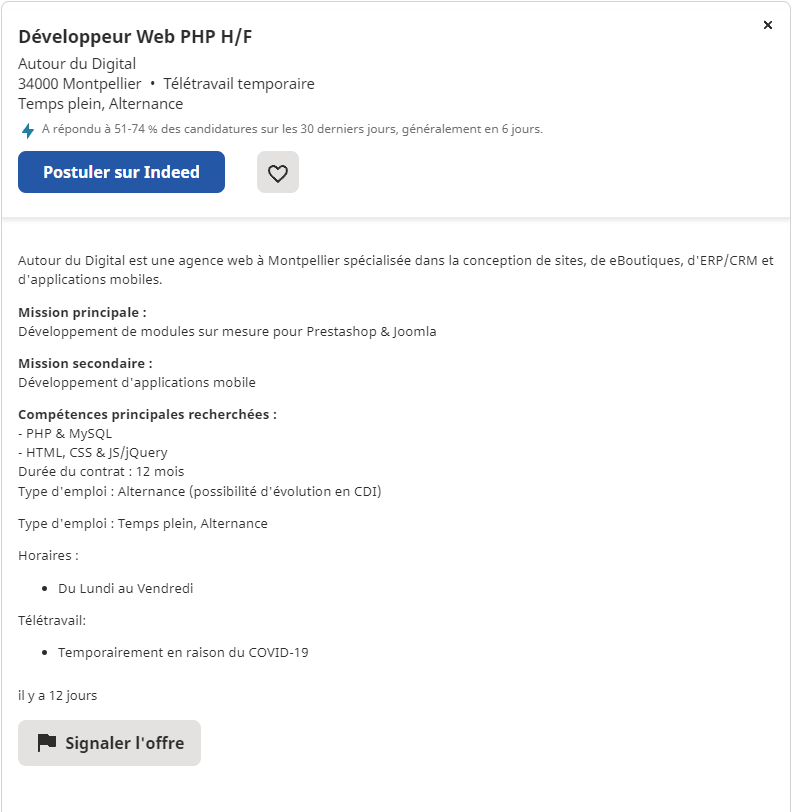 Développeur Web PHP H/F
Autour du Digital
34000 Montpellier • Télétravail temporaire
Temps plein, Alternance
A répondu à 51-74 % des candidatures sur les 30 derniers jours, généralement en 6 jours.
Postuler sur Indeed
Autour du Digital est une agence web à Montpellier spécialisée dans la conception de sites, de eBoutiques, d'ERP/CRM et
d'applications mobiles.
Mission principale :
Développement de modules sur mesure pour Prestashop & Joomla
Mission secondaire :
Développement d'applications mobile
Compétences principales recherchées :
- PHP & MySQL
- HTML, CSS & JS/jQuery
Durée du contrat : 12 mois
Type d'emploi : Alternance (possibilité d'évolution en CDI)
Type d'emploi : Temps plein, Alternance
Horaires :
• Du Lundi au Vendredi
Télétravail:
• Temporairement en raison du COVID-19
il y a 12 jours
Signaler l'offre